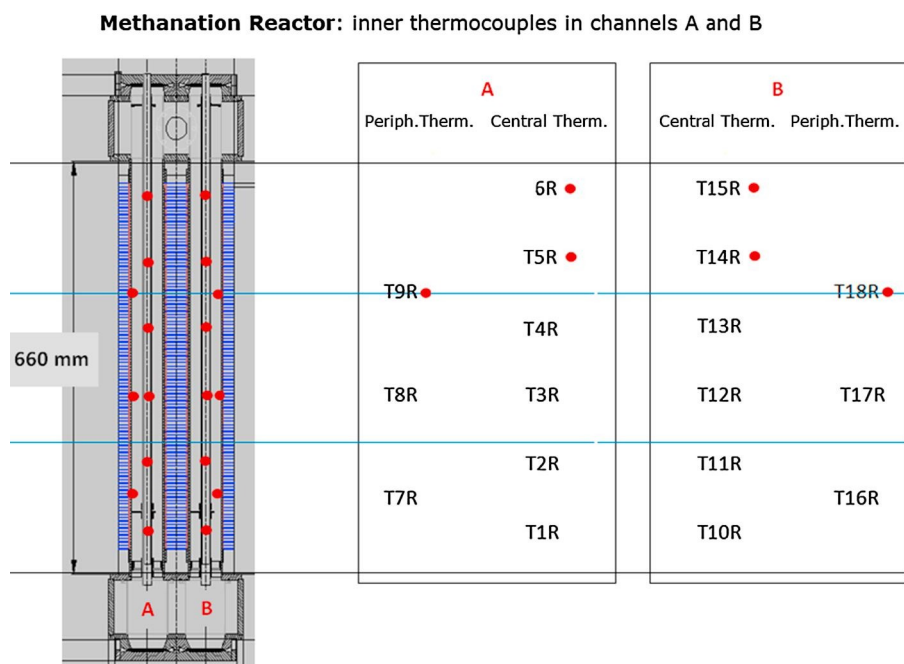 Methanation Reactor: inner thermocouples in channels A and B
A
B
Periph.Therm. Central Therm.
Central Therm. Periph.Therm.
6R
T15R
T5R
T14R
T9R
T18R
T4R
T13R
660 mm
T8R
T3R
T12R
T17R
T2R
T11R
T7R
T16R
T1R
T10R
A
B